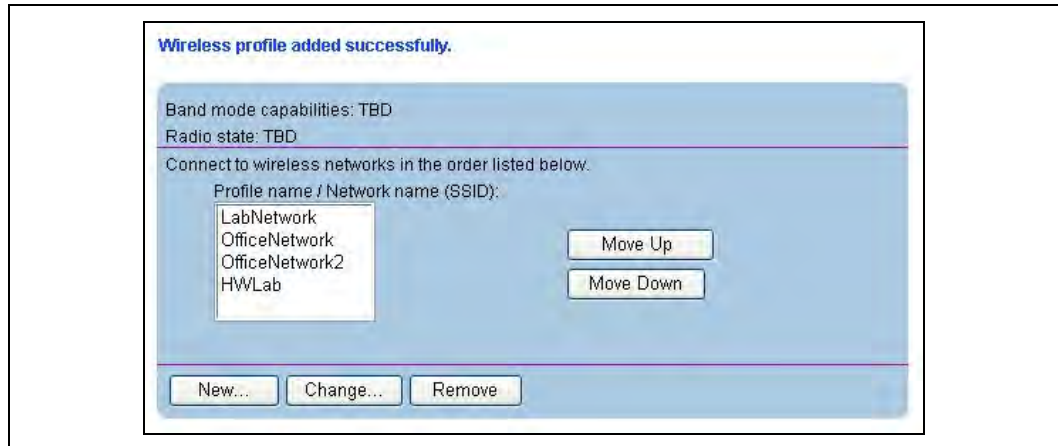 Wireless profile added successfully.
Band mode capabilities: TBD
Radio state: TBD
Connect to wireless networks in the order listed below.
Profile name / Network name (SSID):
LabNetwork
OfficeNetwork
OfficeNetwork2
HWLab
Move Up
Move Down
New... Change... Remove